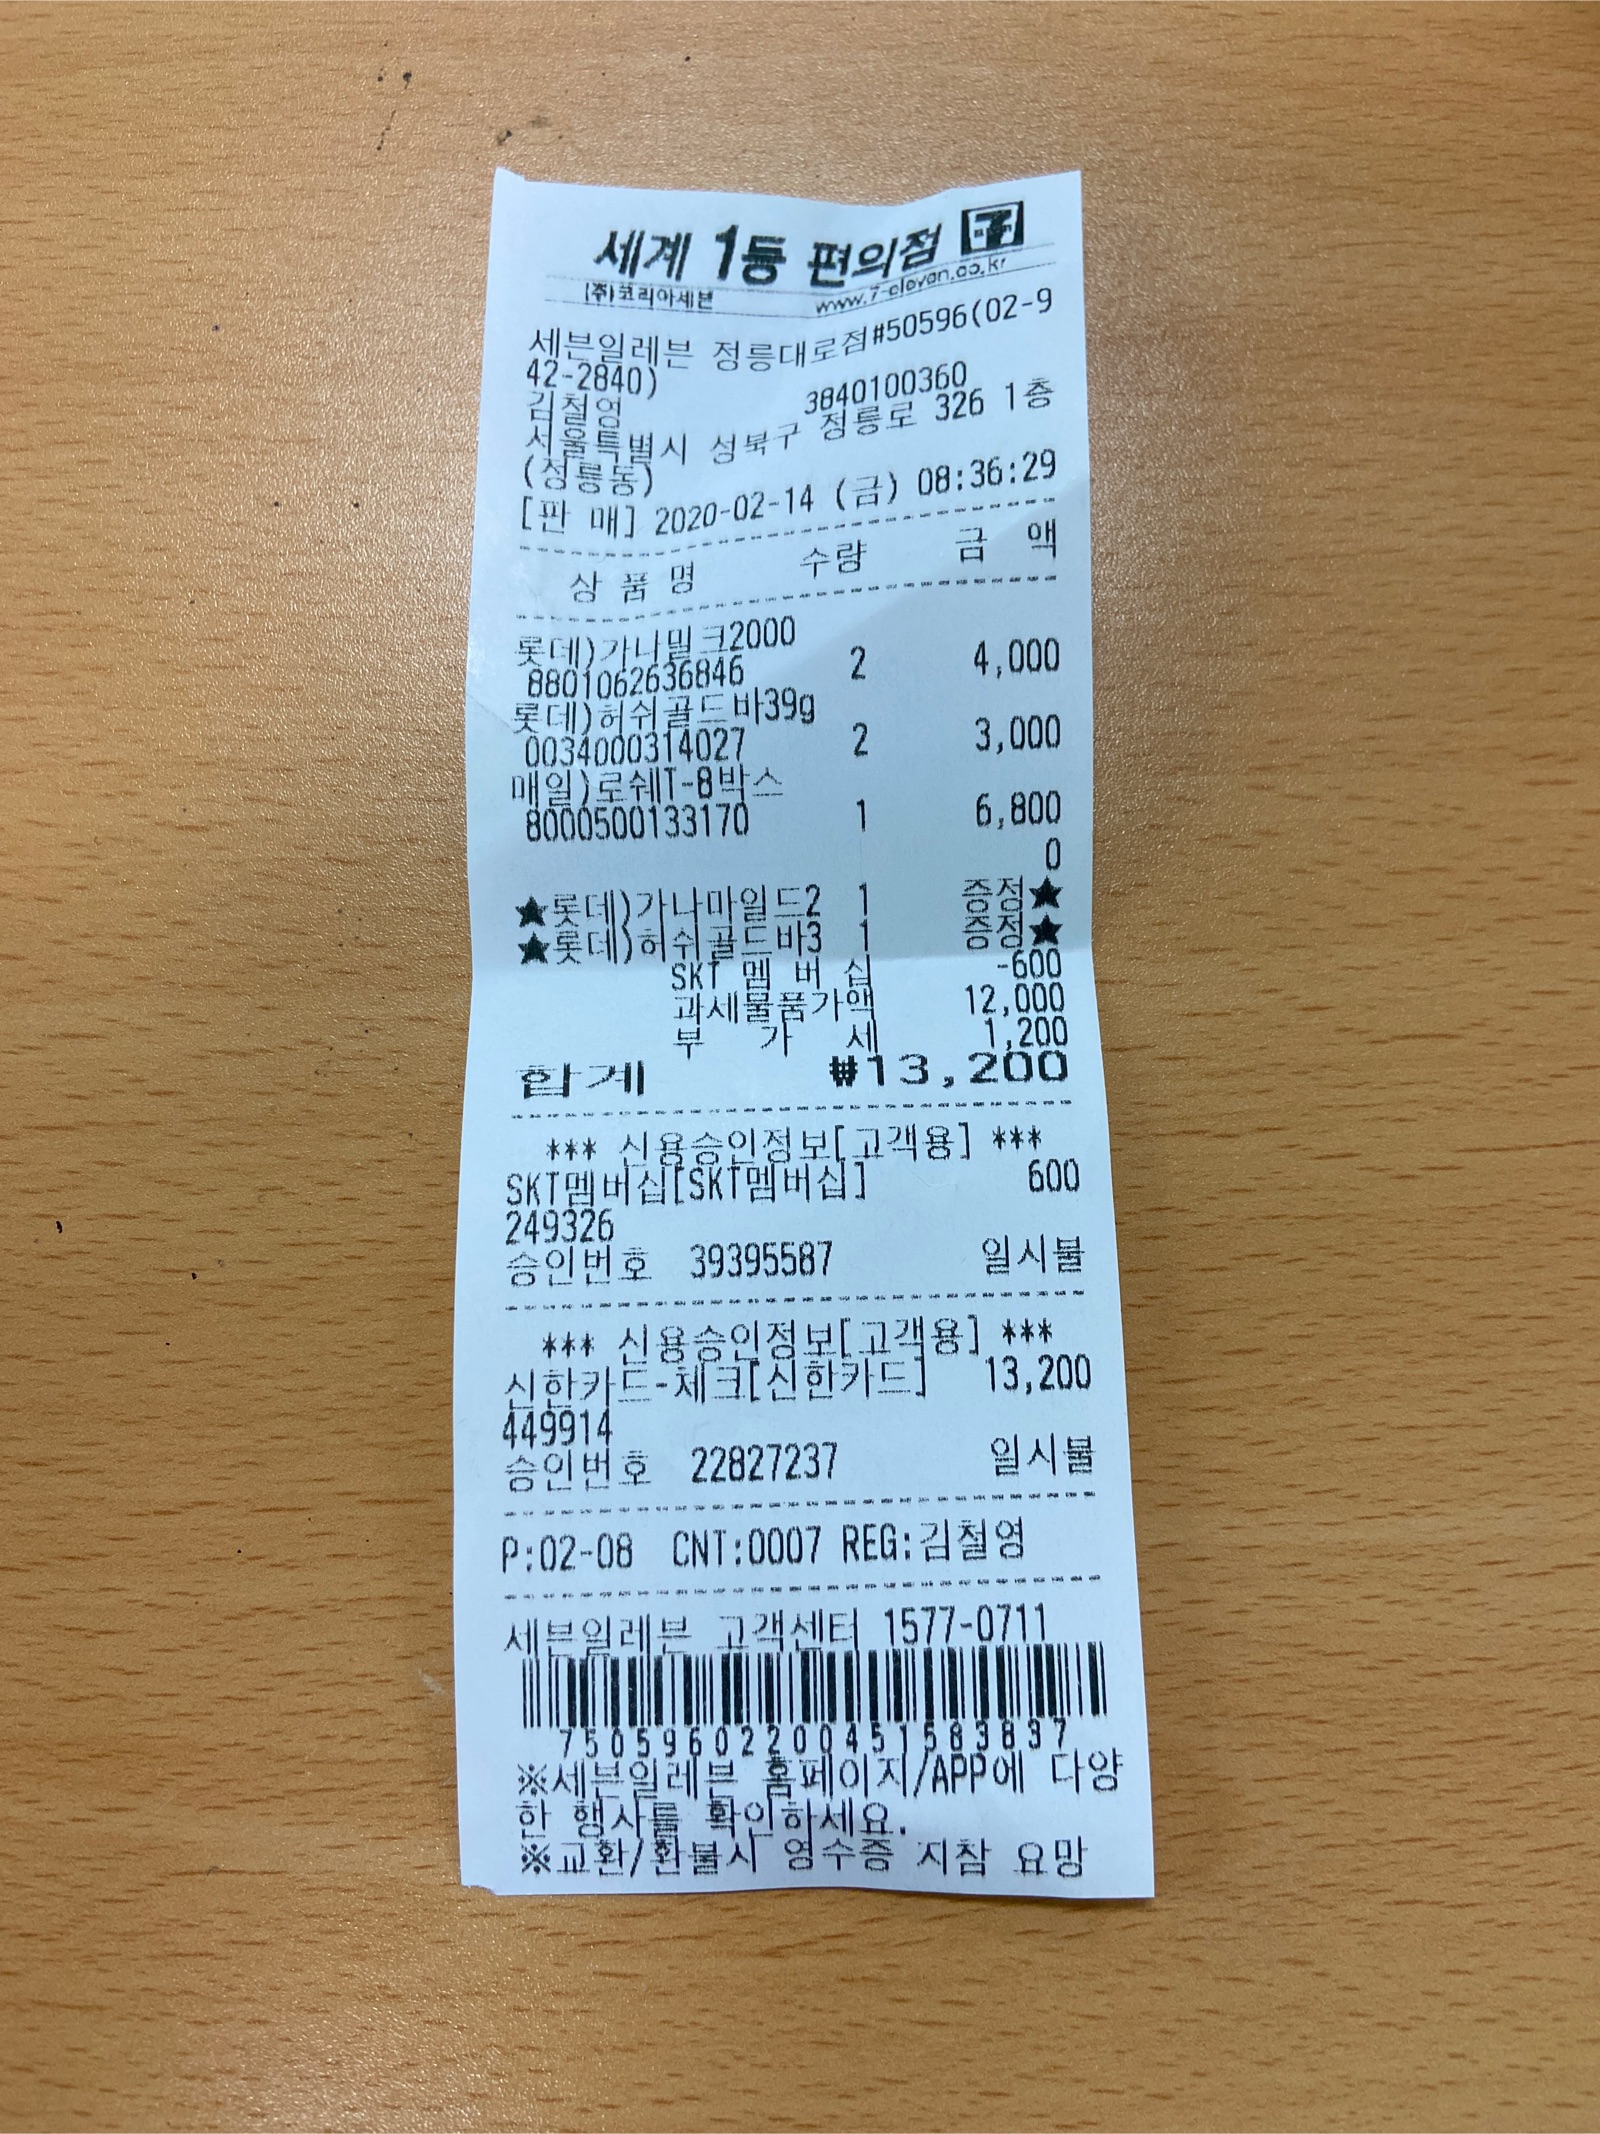 세계 1등 편의점
(주)코리아세븐 www.7-eleven.co.kr
세븐일레븐 정릉대로점#50596(02-9
42-2840)
김철영 3840100360
서울특별시 성북구 정릉로 326 1층
(정릉동)
[판 매] 2020-02-14 (금) 08:36:29
상 품 명 수량 금 액
롯데)가나밀크2000
8801062636846 2 4,000
롯데)허쉬골드바39g
0034000314027 2 3,000
매일)로쉐T-8박스
8000500133170 1 6,800
0
★롯데)가나마일드2 1 증정★
★롯데)허쉬골드바3 1 증정★
SKT 멤 버 십 -600
과세물품가액 12,000
부 가 세 1,200
합계 ₩13,200
*** 신용승인정보[고객용] ***
SKT멤버십[SKT멤버십] 600
249326
승인번호 39395587 일시불
*** 신용승인정보[고객용] ***
신한카드-체크[신한카드] 13,200
449914
승인번호 22827237 일시불
P:02-08 CNT:0007 REG:김철영
세븐일레븐 고객센터 1577-0711
75059602200451583837
※세븐일레븐 홈페이지/APP에 다양
한 행사를 확인하세요.
※교환/환불시 영수증 지참 요망